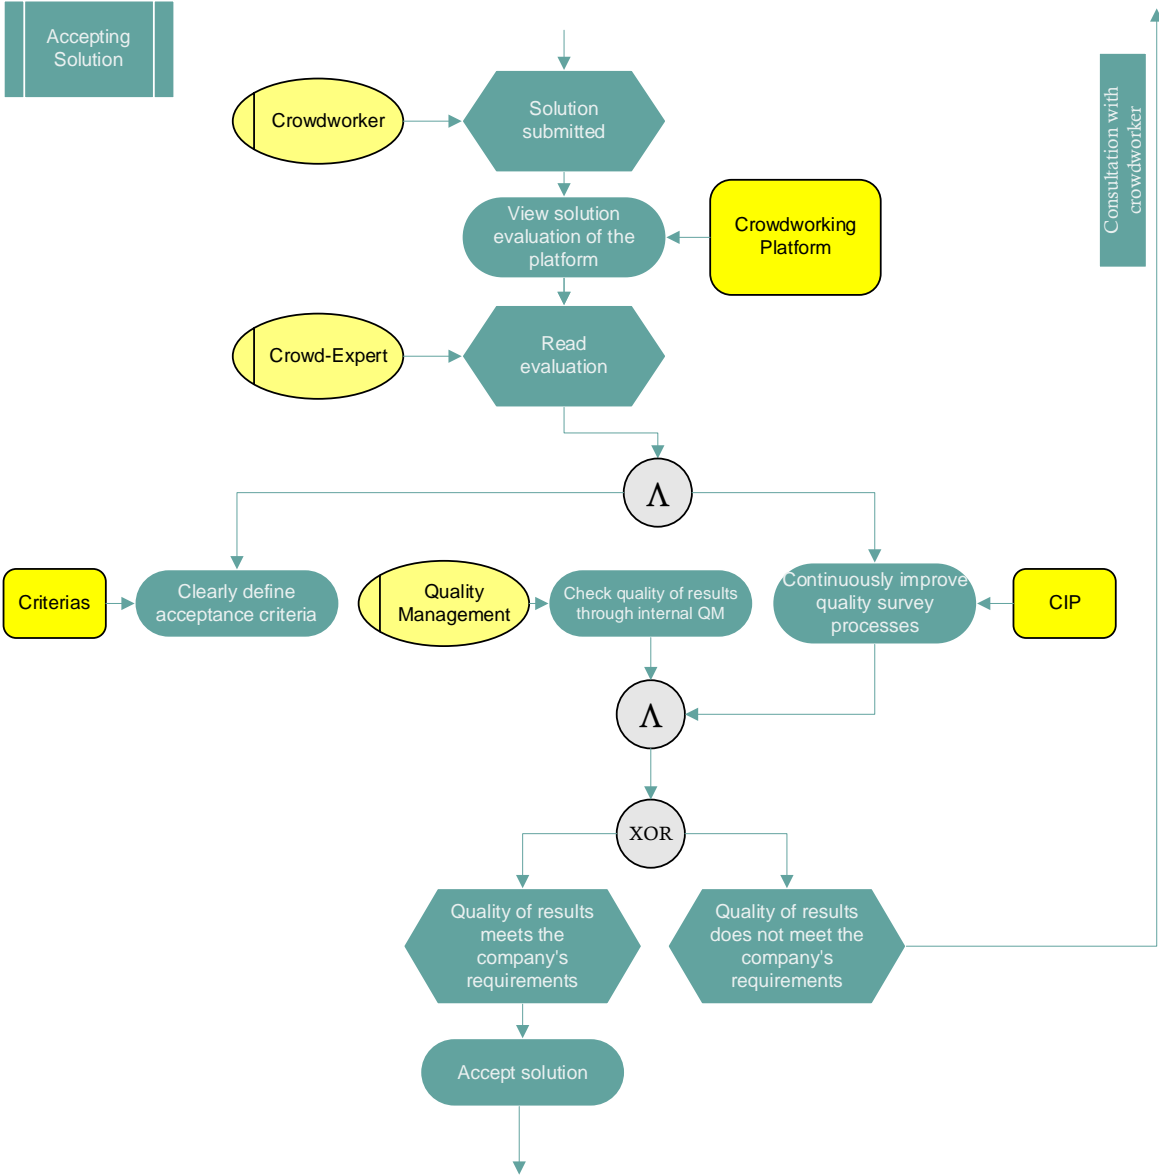 Accepting
Solution
Crowdworker
Solution
submitted
Consultation with
crowdworker
View solution
evaluation of the
platform
Crowdworking
Platform
Crowd-Expert
Read
evaluation
Λ
Criterias
Clearly define
acceptance criteria
Quality
Management
Check quality of results
through internal QM
Continuously improve
quality survey
processes
CIP
Λ
XOR
Quality of results
meets the
company's
requirements
Quality of results
does not meet the
company's
requirements
Accept solution